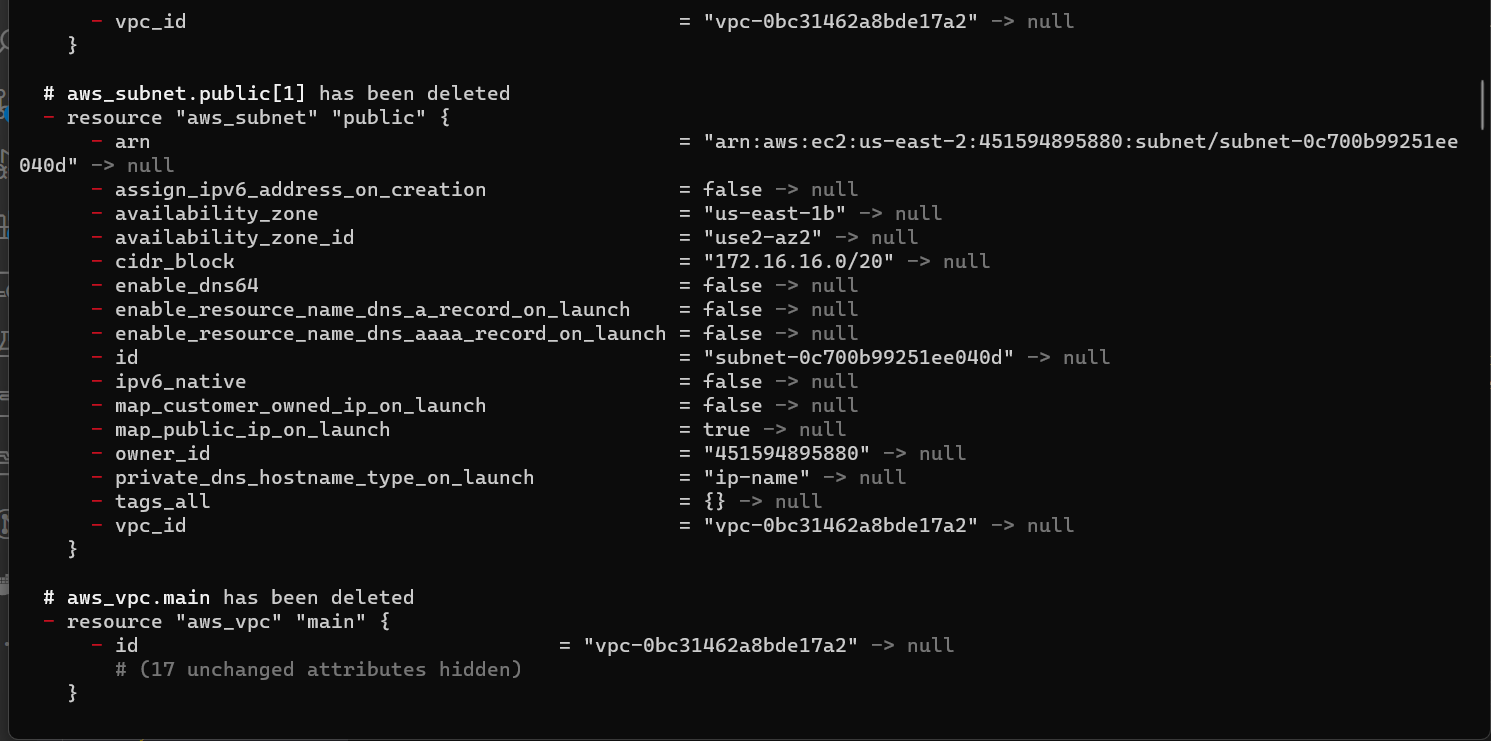 - vpc_id = "vpc-0bc31462a8bde17a2" -> null
}
# aws_subnet.public[1] has been deleted
- resource "aws_subnet" "public" {
- arn = "arn:aws:ec2:us-east-2:451594895880:subnet/subnet-0c700b99251ee
040d" -> null
- assign_ipv6_address_on_creation = false -> null
- availability_zone = "us-east-1b" -> null
- availability_zone_id = "use2-az2" -> null
- cidr_block = "172.16.16.0/20" -> null
- enable_dns64 = false -> null
- enable_resource_name_dns_a_record_on_launch = false -> null
- enable_resource_name_dns_aaaa_record_on_launch = false -> null
- id = "subnet-0c700b99251ee040d" -> null
- ipv6_native = false -> null
- map_customer_owned_ip_on_launch = false -> null
- map_public_ip_on_launch = true -> null
- owner_id = "451594895880" -> null
- private_dns_hostname_type_on_launch = "ip-name" -> null
- tags_all = {} -> null
- vpc_id = "vpc-0bc31462a8bde17a2" -> null
}
# aws_vpc.main has been deleted
- resource "aws_vpc" "main" {
- id = "vpc-0bc31462a8bde17a2" -> null
# (17 unchanged attributes hidden)
}